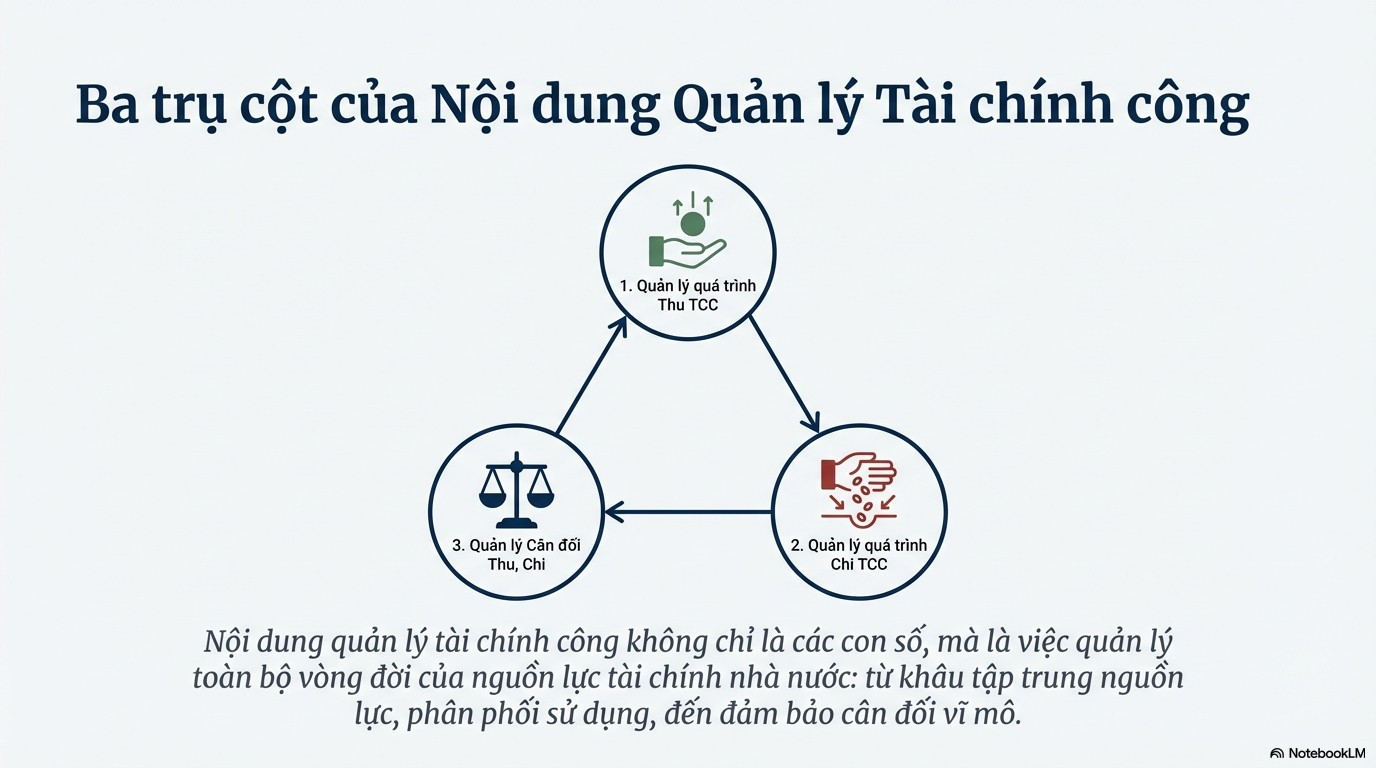 Ba trụ cột của Nội dung Quản lý Tài chính công
1. Quản lý quá trình
Thu TCC
3. Quản lý Cân đối
Thu, Chi
2. Quản lý quá trình
Chi TCC
Nội dung quản lý tài chính công không chỉ là các con số, mà là việc quản lý
toàn bộ vòng đời của nguồn lực tài chính nhà nước: từ khâu tập trung nguồn
lực, phân phối sử dụng, đến đảm bảo cân đối vĩ mô.
NotebookLM